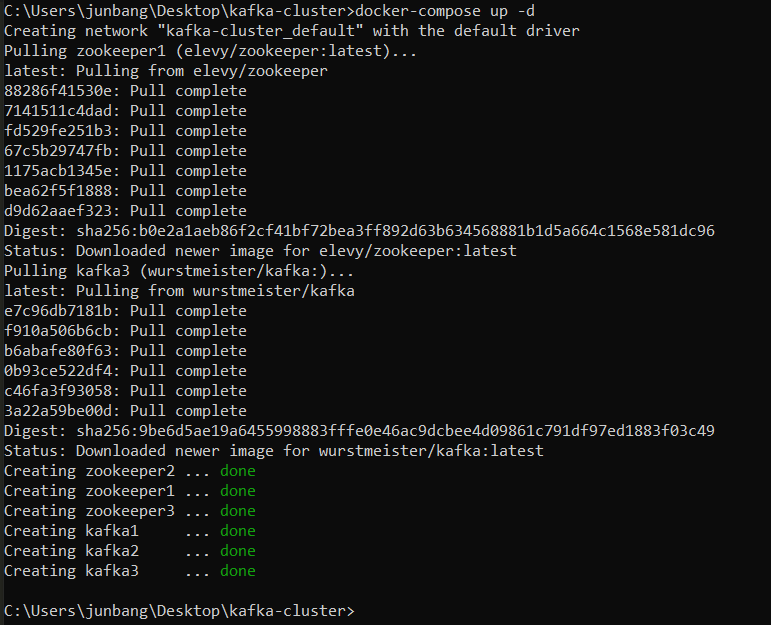 C:\Users\junbang\Desktop\kafka-cluster>docker-compose up -d
Creating network "kafka-cluster_default" with the default driver
Pulling zookeeper1 (elevy/zookeeper:latest)...
latest: Pulling from elevy/zookeeper
88286f41530e: Pull complete
7141511c4dad: Pull complete
fd529fe251b3: Pull complete
67c5b29747fb: Pull complete
1175acb1345e: Pull complete
bea62f5f1888: Pull complete
d9d62aaef323: Pull complete
Digest: sha256:b0e2a1aeb86f2cf41bf72bea3ff892d63b634568881b1d5a664c1568e581dc96
Status: Downloaded newer image for elevy/zookeeper:latest
Pulling kafka3 (wurstmeister/kafka:)...
latest: Pulling from wurstmeister/kafka
e7c96db7181b: Pull complete
f910a506b6cb: Pull complete
b6abafe80f63: Pull complete
0b93ce522df4: Pull complete
c46fa3f93058: Pull complete
3a22a59be00d: Pull complete
Digest: sha256:9be6d5ae19a6455998883fffe0e46ac9dcbee4d09861c791df97ed1883f03c49
Status: Downloaded newer image for wurstmeister/kafka:latest
Creating zookeeper2 ... done
Creating zookeeper1 ... done
Creating zookeeper3 ... done
Creating kafka1     ... done
Creating kafka2     ... done
Creating kafka3     ... done
C:\Users\junbang\Desktop\kafka-cluster>